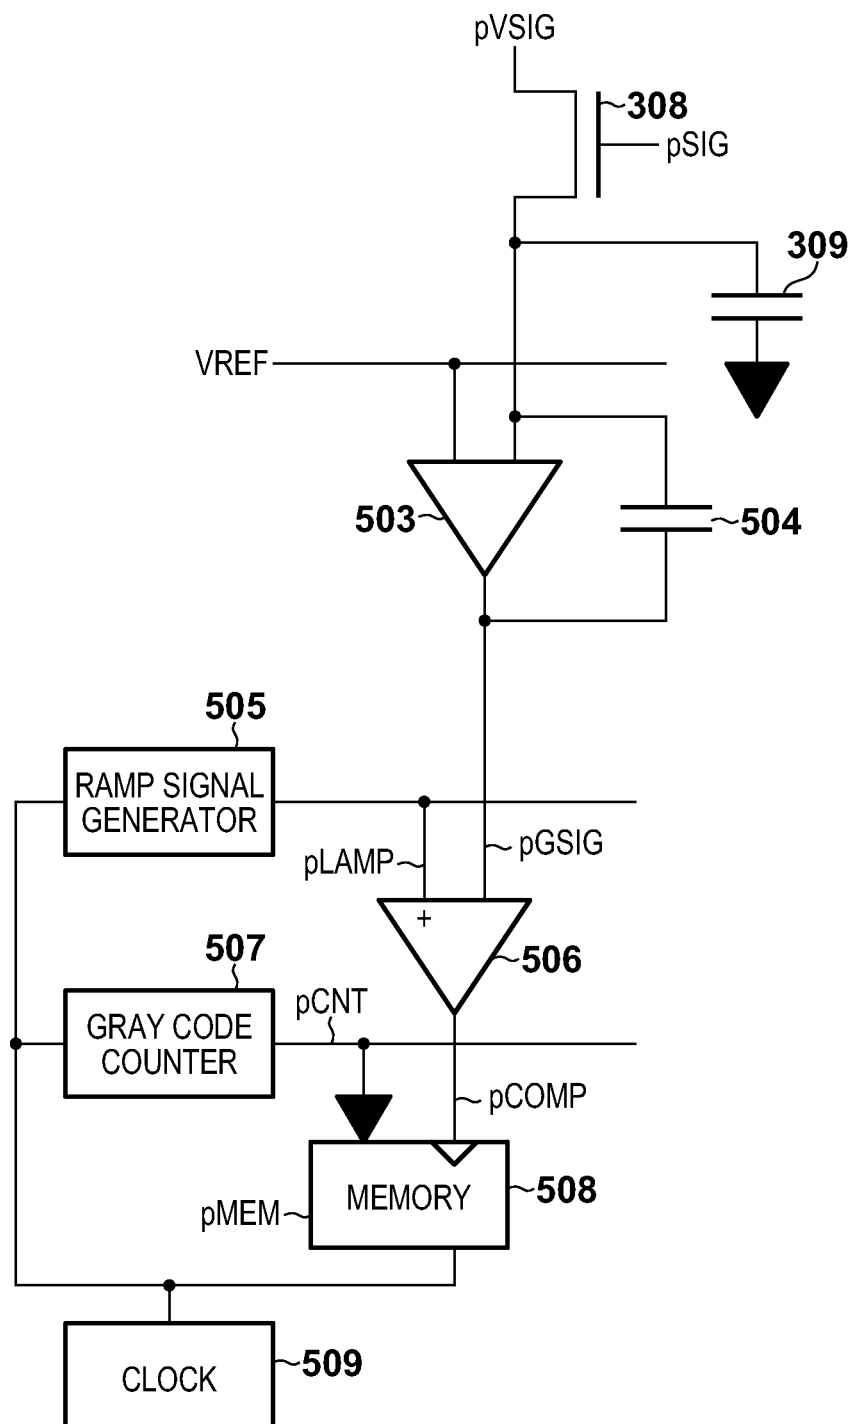 pVSIG
308
pSIG
309
VREF
503
504
505
RAMP SIGNAL
GENERATOR
pLAMP
pGSIG
+
506
507
pCNT
GRAY CODE
COUNTER
pCOMP
MEMORY
508
pMEM
CLOCK
509